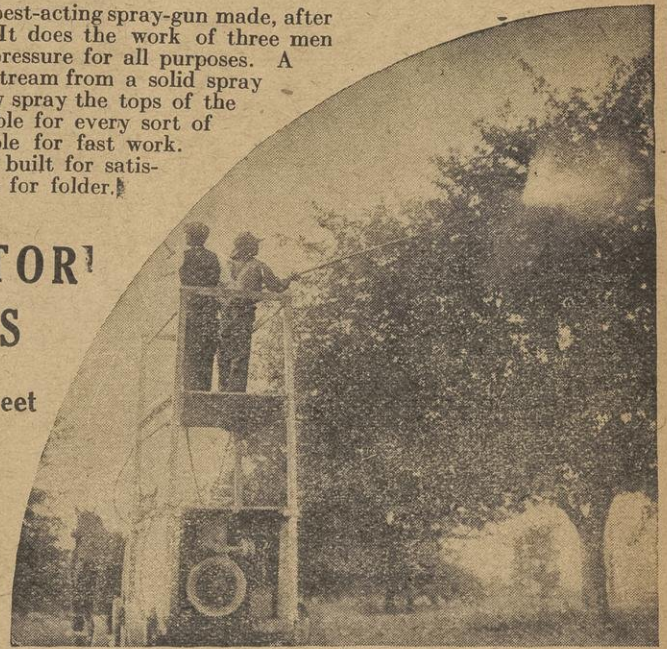 best-acting spray-gun made, after
It does the work of three men
pressure for all purposes. A
stream from a solid spray
spray the tops of the
ble for every sort of
ble for fast work.
built for satis-
for folder.
TOR
S
eet